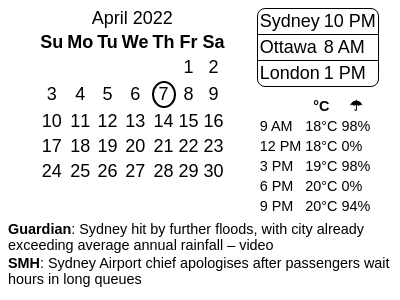 April 2022
Su Mo Tu We Th Fr Sa
1 2
3 4 5 6 7 8 9
10 11 12 13 14 15 16
17 18 19 20 21 22 23
24 25 26 27 28 29 30
Sydney 10 PM
Ottawa 8 AM
London 1 PM
°C ☂
9 AM 18°C 98%
12 PM 18°C 0%
3 PM 19°C 98%
6 PM 20°C 0%
9 PM 20°C 94%
Guardian: Sydney hit by further floods, with city already
exceeding average annual rainfall – video
SMH: Sydney Airport chief apologises after passengers wait
hours in long queues